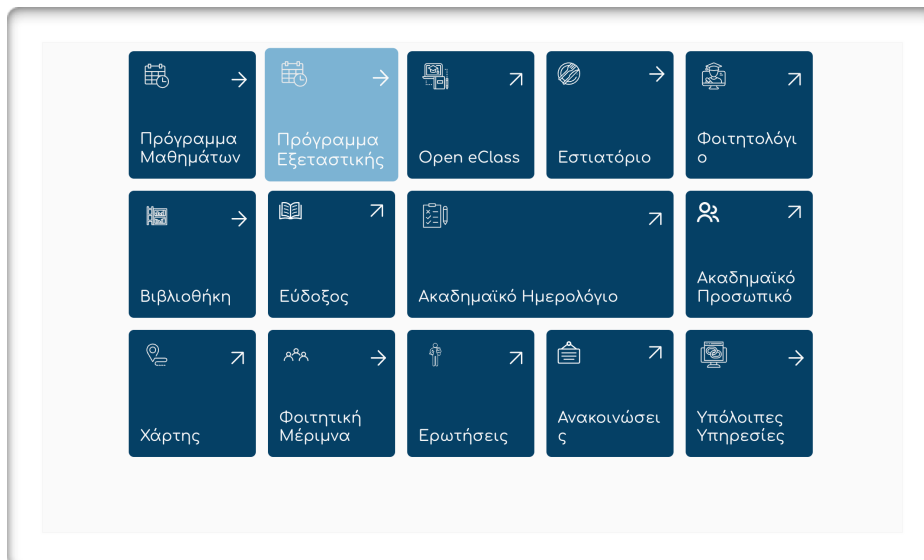 Πρόγραμμα
Μαθημάτων
Πρόγραμμα
Εξεταστικής
Open eClass
Εστιατόριο
Φοιτητολόγι
ο
Βιβλιοθήκη
Εύδοξος
Ακαδημαϊκό Ημερολόγιο
Ακαδημαϊκό
Προσωπικό
Χάρτης
Φοιτητική
Μέριμνα
Ερωτήσεις
Ανακοινώσει
ς
Υπόλοιπες
Υπηρεσίες